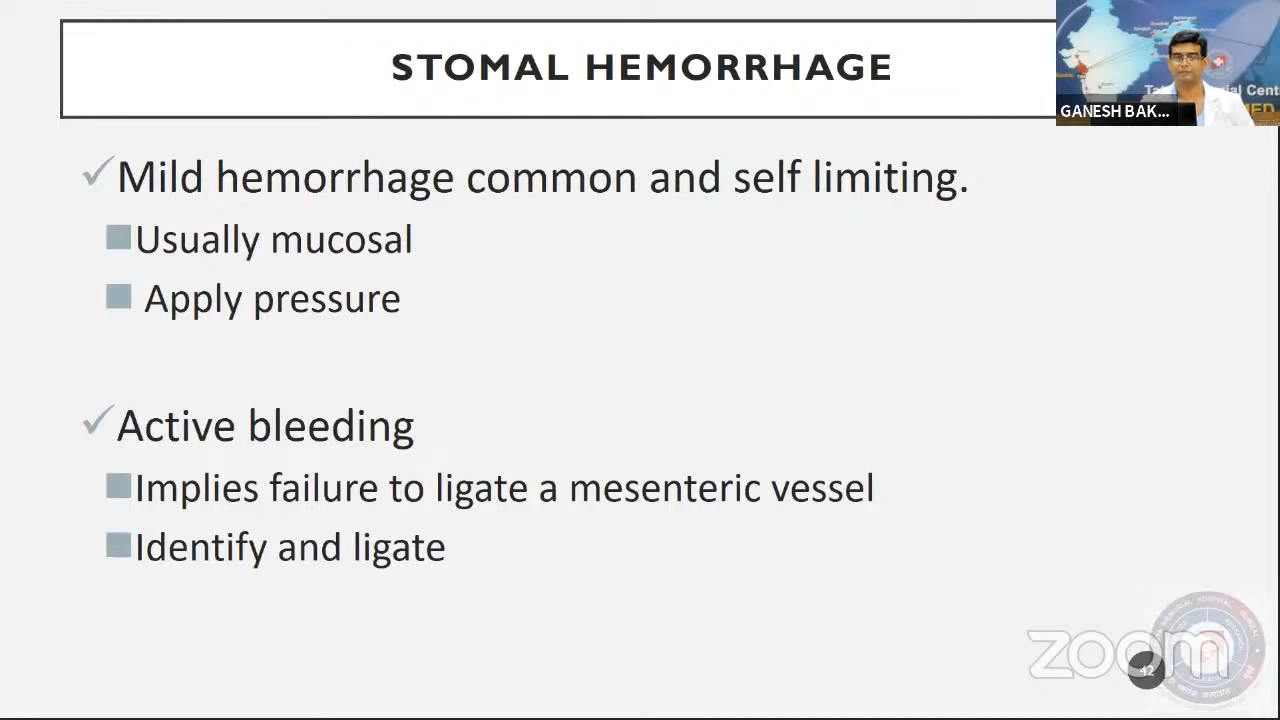 STOMAL HEMORRHAGE
GANESH BAK...
Mild hemorrhage common and self limiting.
Usually mucosal
Apply pressure
Active bleeding
Implies failure to ligate a mesenteric vessel
Identify and ligate
zoom
42